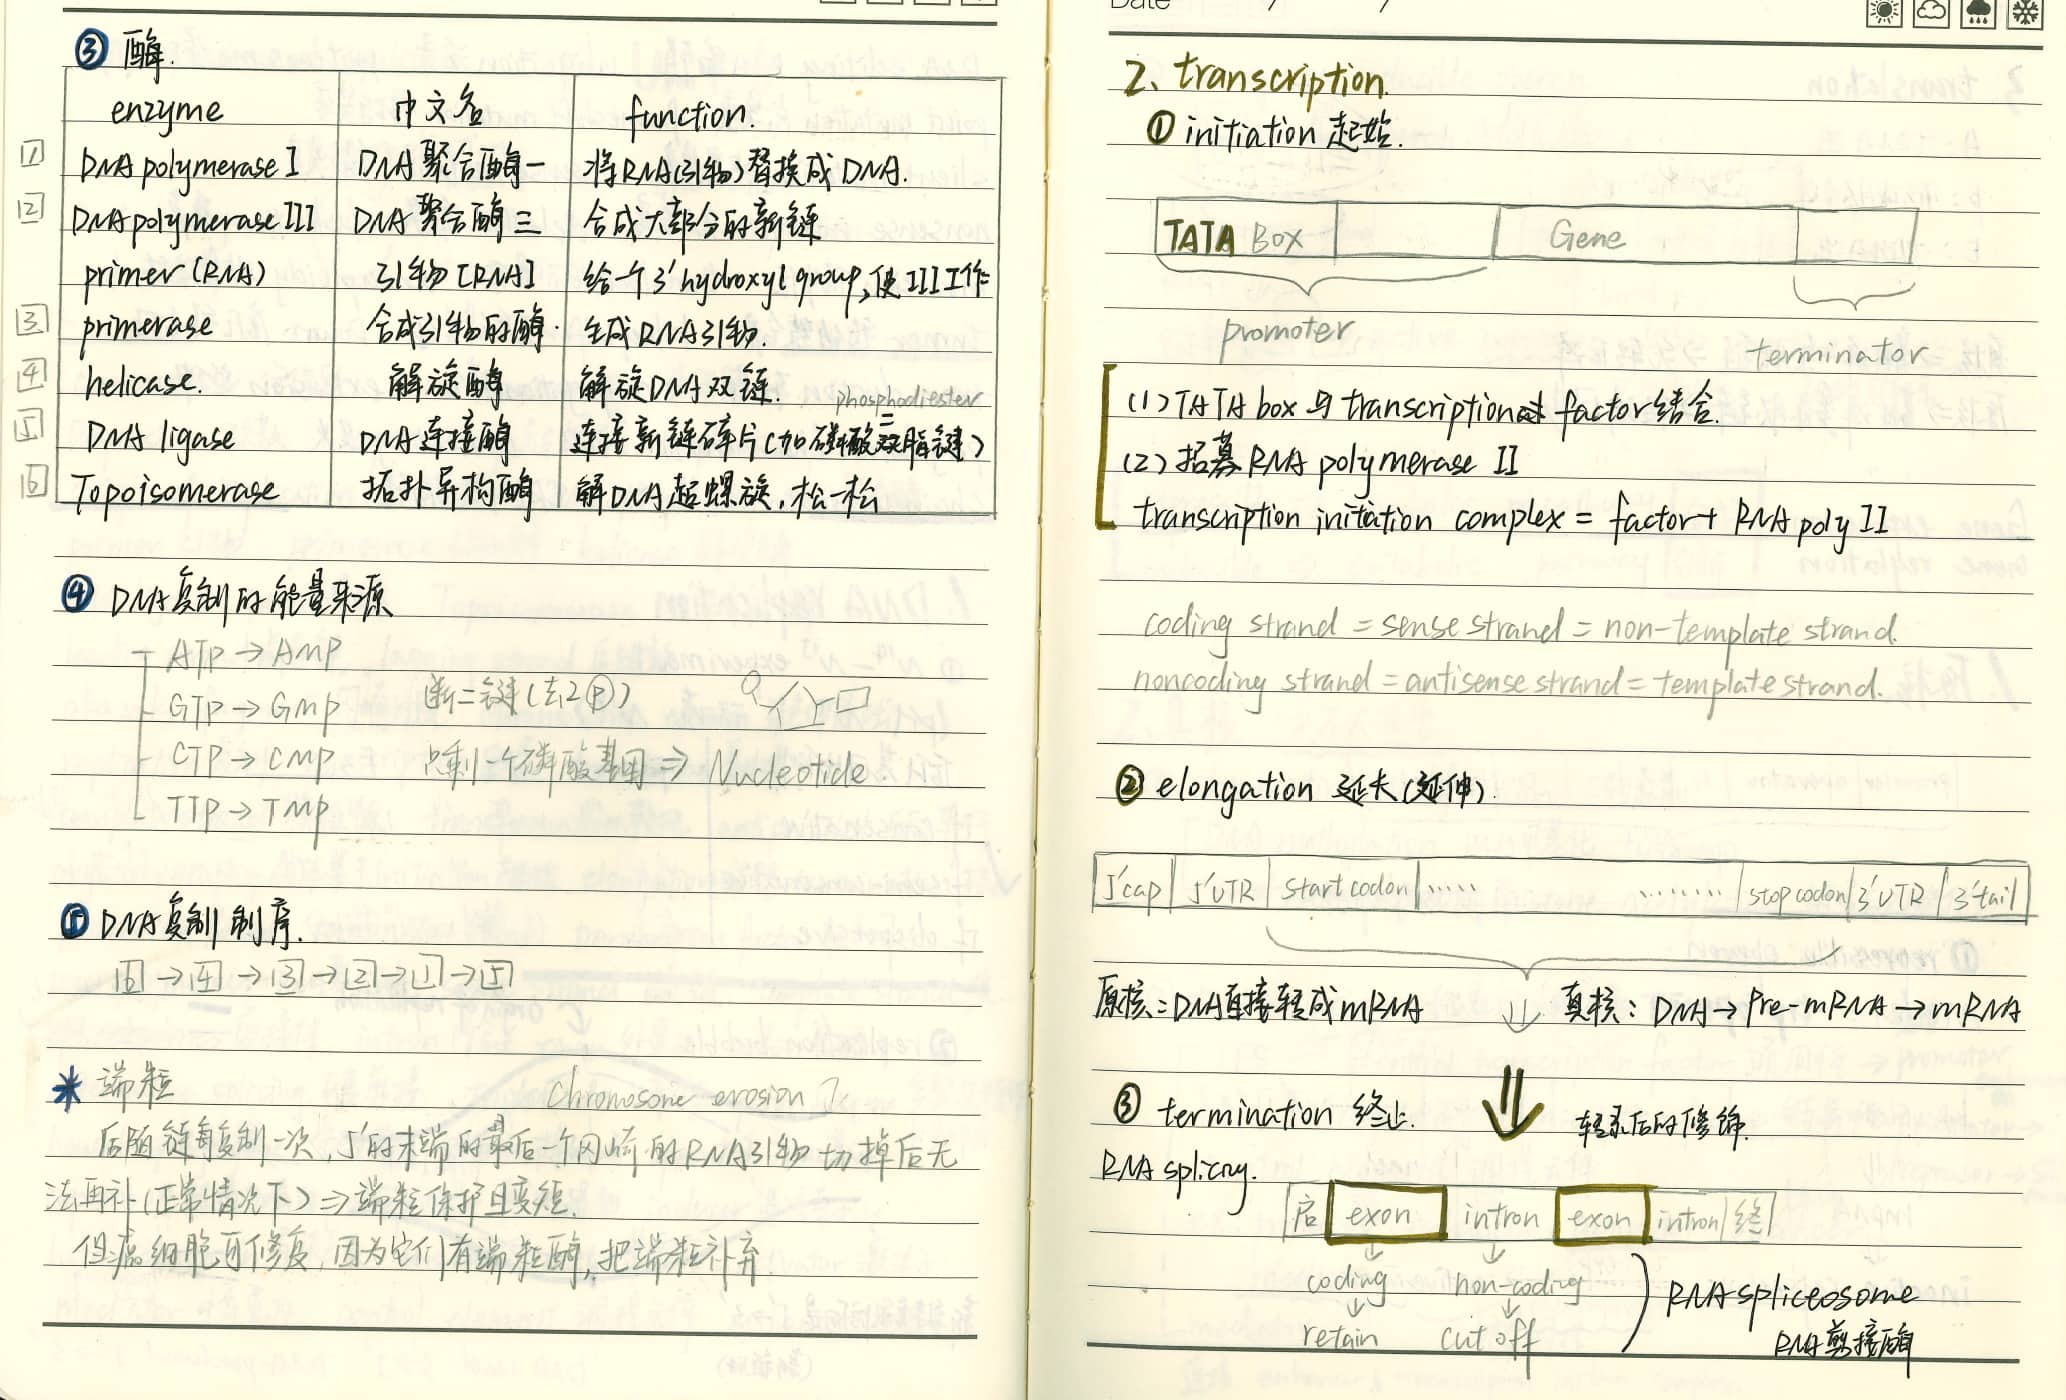 ③ 酶.
enzyme 中文名 function.
1 DNA polymerase I DNA聚合酶一 将RNA(引物)替换成DNA.
2 DNA polymerase III DNA聚合酶三 合成大部分的新链
primer (RNA) 引物 [RNA] 给一个3' hydroxyl group, 使III工作
3 primerase 合成引物的酶. 生成RNA引物.
4 helicase. 解旋酶 解旋DNA双链.
phosphodiester
5 DNA ligase DNA连接酶 连接新链碎片(加磷酸二脂键)
6 Topoisomerase 拓扑异构酶 解DNA超螺旋, 松一松
④ DNA复制的能量来源
ATP → AMP
GTP → GMP 断二键(去2Ⓟ)
CTP → CMP 只剩一个磷酸基团 ⇒ Nucleotide
TTP → TMP
⑤ DNA复制制序.
6 → 4 → 3 → 2 → 1 → 5
* 端粒 Chromosome erosion
后随链每复制一次, 5'的末端的最后一个冈崎的RNA引物切掉后无
法再补(正常情况下) ⇒ 端粒保护且变短.
但癌细胞可修复, 因为它们有端粒酶, 把端粒补弃.
Date / /
2. transcription.
① initiation 起始.
TATA Box Gene
promoter terminator
(1) TATA box 与 transcription factor 结合.
(2) 招募 RNA polymerase II
transcription initation complex = factor + RNA poly II
coding strand = sense strand = non-template strand.
noncoding strand = antisense strand = template strand.
② elongation 延长(延伸).
5'cap 5'UTR start codon ..... ........ stop codon 3'UTR 3'tail
原核: DNA直接转成mRNA ⇓ 真核: DNA → Pre-mRNA → mRNA
③ termination 终止. ⇓ 转录后的修饰.
RNA splicny.
启 exon intron exon intron 终
coding non-coding RNA spliceosome
retain cut off RNA剪接酶